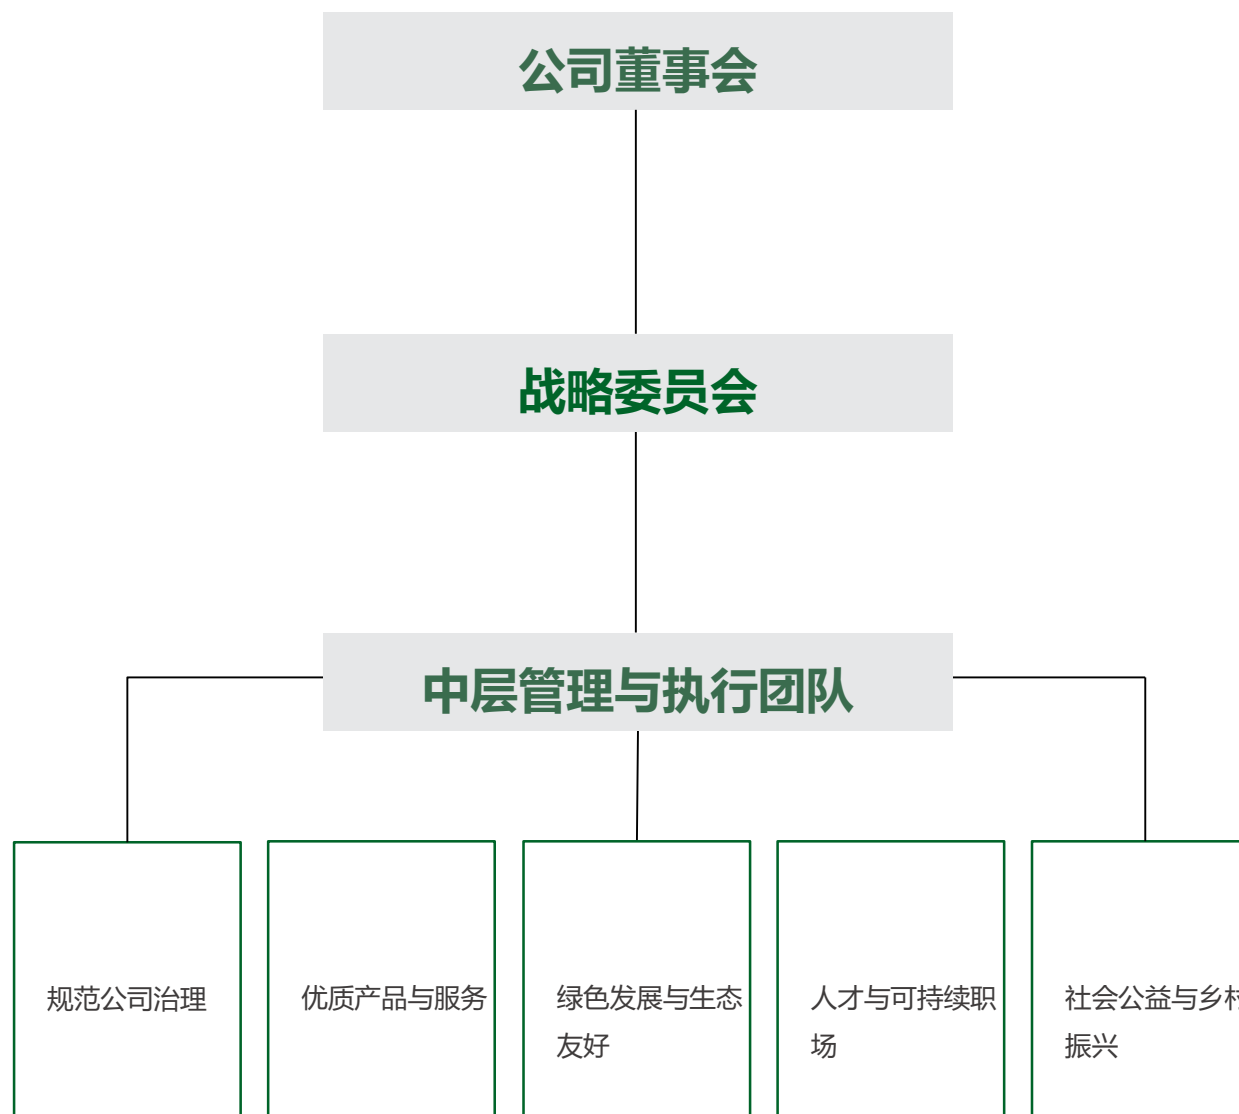 公司董事会
战略委员会
中层管理与执行团队
规范公司治理
优质产品与服务
绿色发展与生态
友好
人才与可持续职
场
社会公益与乡村
振兴